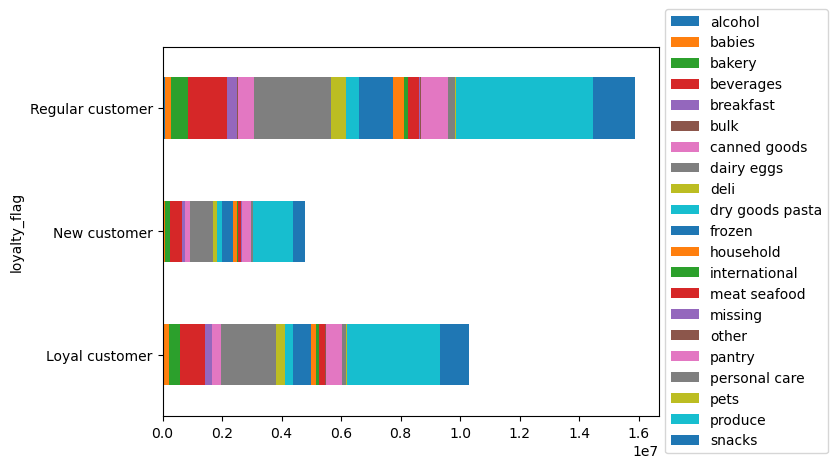 loyalty_flag
Regular customer
New customer
Loyal customer
0.0 0.2 0.4 0.6 0.8 1.0 1.2 1.4 1.6
1e7
alcohol
babies
bakery
beverages
breakfast
bulk
canned goods
dairy eggs
deli
dry goods pasta
frozen
household
international
meat seafood
missing
other
pantry
personal care
pets
produce
snacks